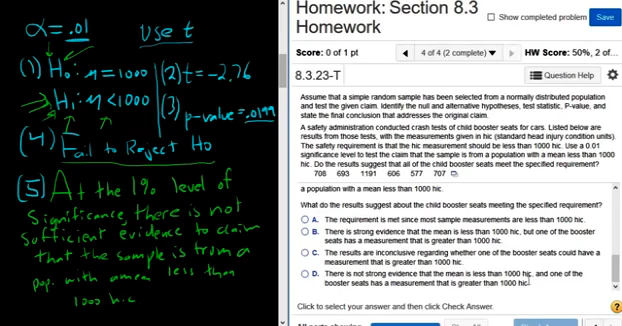 α = .01 use t
(1) H0: μ = 1000 (2) t = -2.76
H1: μ < 1000 (3) p-value = .0199
(4) Fail to Reject H0
(5) At the 1% level of
Significance, there is not
sufficient evidence to claim
that the sample is from a
pop. with a mean less than
1000 hic
Homework: Section 8.3
Homework
Show completed problem
Save
Score: 0 of 1 pt
4 of 4 (2 complete)
HW Score: 50%, 2 of...
8.3.23-T
Question Help
Assume that a simple random sample has been selected from a normally distributed population
and test the given claim. Identify the null and alternative hypotheses, test statistic, P-value, and
state the final conclusion that addresses the original claim.
A safety administration conducted crash tests of child booster seats for cars. Listed below are
results from those tests, with the measurements given in hic (standard head injury condition units).
The safety requirement is that the hic measurement should be less than 1000 hic. Use a 0.01
significance level to test the claim that the sample is from a population with a mean less than 1000
hic. Do the results suggest that all of the child booster seats meet the specified requirement?
708 693 1191 606 577 707
a population with a mean less than 1000 hic.
What do the results suggest about the child booster seats meeting the specified requirement?
A. The requirement is met since most sample measurements are less than 1000 hic.
B. There is strong evidence that the mean is less than 1000 hic, but one of the booster
seats has a measurement that is greater than 1000 hic.
C. The results are inconclusive regarding whether one of the booster seats could have a
measurement that is greater than 1000 hic.
D. There is not strong evidence that the mean is less than 1000 hic, and one of the
booster seats has a measurement that is greater than 1000 hic.
Click to select your answer and then click Check Answer.